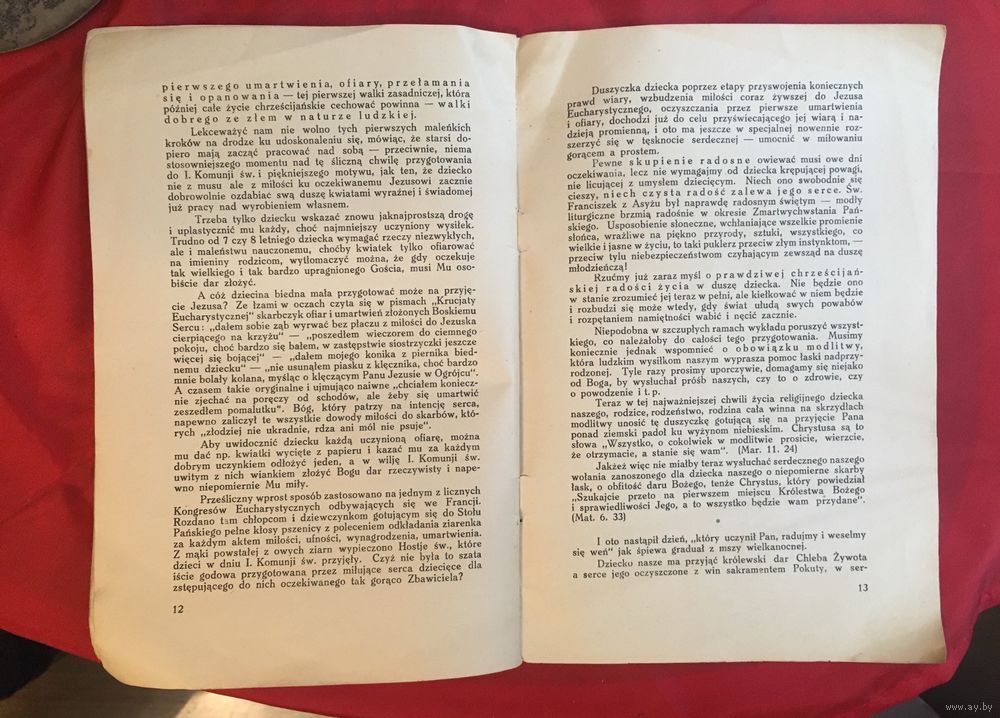 pierwszego umartwienia, ofiary, przełamania
się i opanowania — tej pierwszej walki zasadniczej, która
później całe życie chrześcijańskie cechować powinna — walki
dobrego ze złem w naturze ludzkiej.
Lekceważyć nam nie wolno tych pierwszych maleńkich
kroków na drodze ku udoskonaleniu się, mówiąc, że starsi do-
piero mają zacząć pracować nad sobą — przeciwnie, niema
stosowniejszego momentu nad tę śliczną chwilę przygotowania
do I. Komunji św. i piękniejszego motywu, jak ten, że dziecko
nie z musu ale z miłości ku oczekiwanemu Jezusowi zacznie
dobrowolnie ozdabiać swą duszę kwiatami wyraźnej i świadomej
już pracy nad wyrobieniem własnem.
Trzeba tylko dziecku wskazać znowu jaknajprostszą drogę
i uplastycznić mu każdy, choć najmniejszy uczyniony wysiłek.
Trudno od 7 czy 8 letniego dziecka wymagać rzeczy niezwykłych,
ale i maleństwu nauczonemu, choćby kwiatek tylko ofiarować
na imieniny rodzicom, wytłomaczyć można, że gdy oczekuje
tak wielkiego i tak bardzo upragnionego Gościa, musi Mu oso-
biście dar złożyć.
A cóż dziecina biedna mała przygotować może na przyję-
cie Jezusa? Ze łzami w oczach czyta się w pismach „Krucjaty
Eucharystycznej" skarbczyk ofiar i umartwień złożonych Boskiemu
Sercu: „dałem sobie ząb wyrwać bez płaczu z miłości do Jezuska
cierpiącego na krzyżu" — „poszedłem wieczorem do ciemnego
pokoju, choć bardzo się bałem, w zastępstwie siostrzyczki jeszcze
więcej się bojącej" — „dałem mojego konika z piernika bied-
nemu dziecku" — „nie usunąłem piasku z klęcznika, choć bardzo
mnie bolały kolana, myśląc o klęczącym Panu Jezusie w Ogrójcu".
A czasem takie oryginalne i ujmująco naiwne „chciałem koniecz-
nie zjechać na poręczy od schodów, ale żeby się umartwić
zeszedłem pomalutku". Bóg, który patrzy na intencję serca,
napewno zaliczył te wszystkie dowody miłości do skarbów, któ-
rych „złodziej nie ukradnie, rdza ani mól nie psuje".
Aby uwidocznić dziecku każdą uczynioną ofiarę, można
mu dać np. kwiatki wycięte z papieru i kazać mu za każdym
dobrym uczynkiem odłożyć jeden, a w wilję I. Komunji św.
uwitym z nich wiankiem złożyć Bogu dar rzeczywisty i nape-
wno niepomiernie Mu miły.
Prześliczny wprost sposób zastosowano na jednym z licznych
Kongresów Eucharystycznych odbywających się we Francji.
Rozdano tam chłopcom i dziewczynkom gotującym się do Stołu
Pańskiego pełne kłosy pszenicy z poleceniem odkładania ziarenka
za każdym aktem miłości, ufności, wynagrodzenia, umartwienia.
Z mąki powstałej z owych ziarn wypieczono Hostje św., które
dzieci w dniu I. Komunji św. przyjęły. Czyż nie była to szata
iście godowa przygotowana przez miłujące serca dziecięce dla
zstępującego do nich oczekiwanego tak gorąco Zbawiciela?
12
Duszyczka dziecka poprzez etapy przyswojenia koniecznych
prawd wiary, wzbudzenia miłości coraz żywszej do Jezusa
Eucharystycznego, oczyszczania przez pierwsze umartwienia
i ofiary, dochodzi już do celu przyświecającego jej wiarą i na-
dzieją promienną, i oto ma jeszcze w specjalnej nowennie roz-
szerzyć się w tęsknocie serdecznej — umocnić w miłowaniu
gorącem a prostem.
Pewne skupienie radosne owiewać musi owe dni
oczekiwania, lecz nie wymagajmy od dziecka krępującej powagi,
nie licującej z umysłem dziecięcym. Niech ono swobodnie się
cieszy, niech czysta radość zalewa jego serce. Św.
Franciszek z Asyżu był naprawdę radosnym świętym — modły
liturgiczne brzmią radośnie w okresie Zmartwychwstania Pań-
skiego. Usposobienie słoneczne, wchłaniające wszelkie promienie
słońca, wrażliwe na piękno przyrody, sztuki, wszystkiego, co
wielkie i jasne w życiu, to taki puklerz przeciw złym instynktom, —
przeciw tylu niebezpieczeństwom czyhającym zewsząd na duszę
młodzieńczą!
Rzućmy już zaraz myśl o prawdziwej chrześcijań-
skiej radości życia w duszę dziecka. Nie będzie ono
w stanie zrozumieć jej teraz w pełni, ale kiełkować w niem będzie
i rozbudzi się może wtedy, gdy świat ułudą swych powabów
i rozpętaniem namiętności wabić i nęcić zacznie.
Niepodobna w szczupłych ramach wykładu poruszyć wszyst-
kiego, co należałoby do całości tego przygotowania. Musimy
koniecznie jednak wspomnieć o obowiązku modlitwy,
która ludzkim wysiłkom naszym wyprasza pomoc łaski nadprzy-
rodzonej. Tyle razy prosimy uporczywie, domagamy się niejako
od Boga, by wysłuchał próśb naszych, czy to o zdrowie, czy
o powodzenie i t. p.
Teraz w tej najważniejszej chwili życia religijnego dziecka
naszego, rodzice, rodzeństwo, rodzina cała winna na skrzydłach
modlitwy unosić tę duszyczkę gotującą się na przyjęcie Pana
ponad ziemski padoł ku wyżynom niebieskim. Chrystusa są to
słowa „Wszystko, o cokolwiek w modlitwie prosicie, wierzcie,
że otrzymacie, a stanie się wam". (Mar. 11. 24)
Jakżeż więc nie miałby teraz wysłuchać serdecznego naszego
wołania zanoszonego dla dziecka naszego o niepomierne skarby
łask, o obfitość daru Bożego, tenże Chrystus, który powiedział
„Szukajcie przeto na pierwszem miejscu Królestwa Bożego
i sprawiedliwości Jego, a to wszystko będzie wam przydane".
(Mat. 6. 33)
*
I oto nastąpił dzień, „który uczynił Pan, radujmy i weselmy
się weń" jak śpiewa graduał z mszy wielkanocnej.
Dziecko nasze ma przyjąć królewski dar Chleba Żywota
a serce jego oczyszczone z win sakramentem Pokuty, w ser-
13
www.ay.by